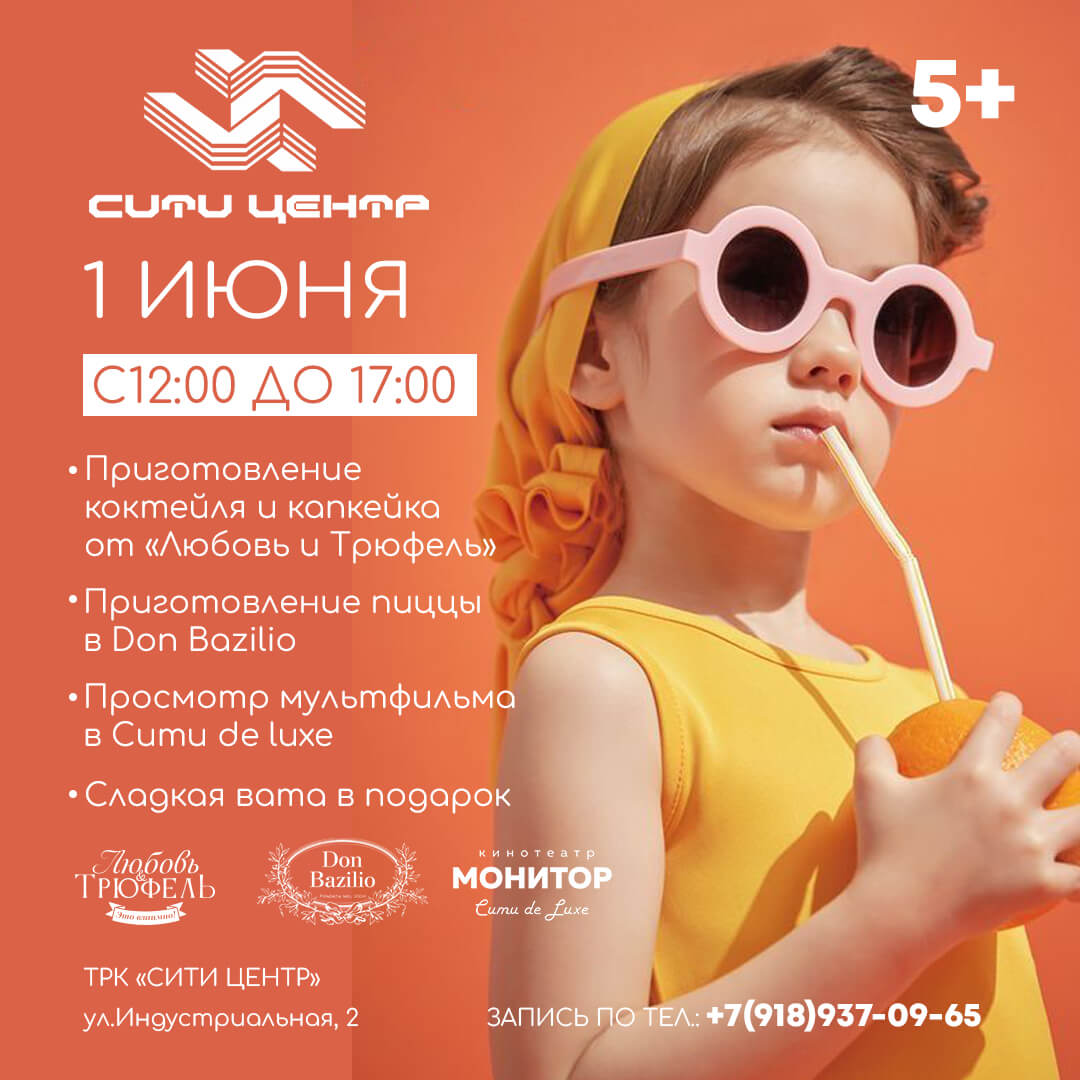 5+
СИТИ ЦЕНТР
1 ИЮНЯ
С12:00 ДО 17:00
• Приготовление
коктейля и капкейка
от «Любовь и Трюфель»
• Приготовление пиццы
в Don Bazilio
• Просмотр мультфильма
в Сити de luxe
• Сладкая вата в подарок
Любовь
& ТРЮФЕЛЬ
Это взаимно!
Don
Bazilio
КИНОТЕАТР
МОНИТОР
Сити de Luxe
ТРК «СИТИ ЦЕНТР»
ул.Индустриальная, 2
ЗАПИСЬ ПО ТЕЛ.: +7(918)937-09-65